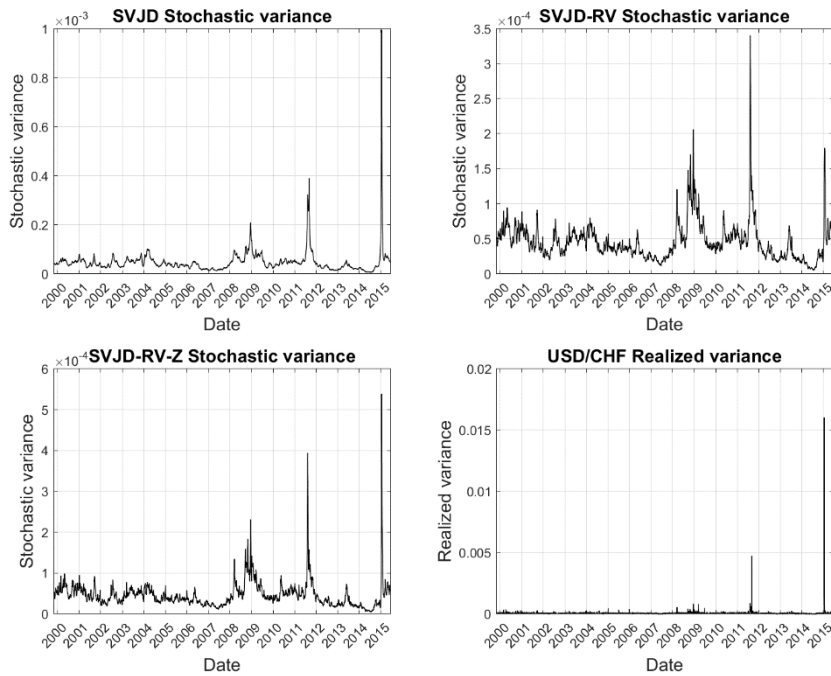 SVJD Stochastic variance
×10⁻³
Stochastic variance
1
0.8
0.6
0.4
0.2
0
2000 2001 2002 2003 2004 2005 2006 2007 2008 2009 2010 2011 2012 2013 2014 2015
Date
SVJD-RV Stochastic variance
×10⁻⁴
Stochastic variance
3.5
3
2.5
2
1.5
1
0.5
0
2000 2001 2002 2003 2004 2005 2006 2007 2008 2009 2010 2011 2012 2013 2014 2015
Date
SVJD-RV-Z Stochastic variance
×10⁻⁴
Stochastic variance
6
5
4
3
2
1
0
2000 2001 2002 2003 2004 2005 2006 2007 2008 2009 2010 2011 2012 2013 2014 2015
Date
USD/CHF Realized variance
Realized variance
0.02
0.015
0.01
0.005
0
2000 2001 2002 2003 2004 2005 2006 2007 2008 2009 2010 2011 2012 2013 2014 2015
Date